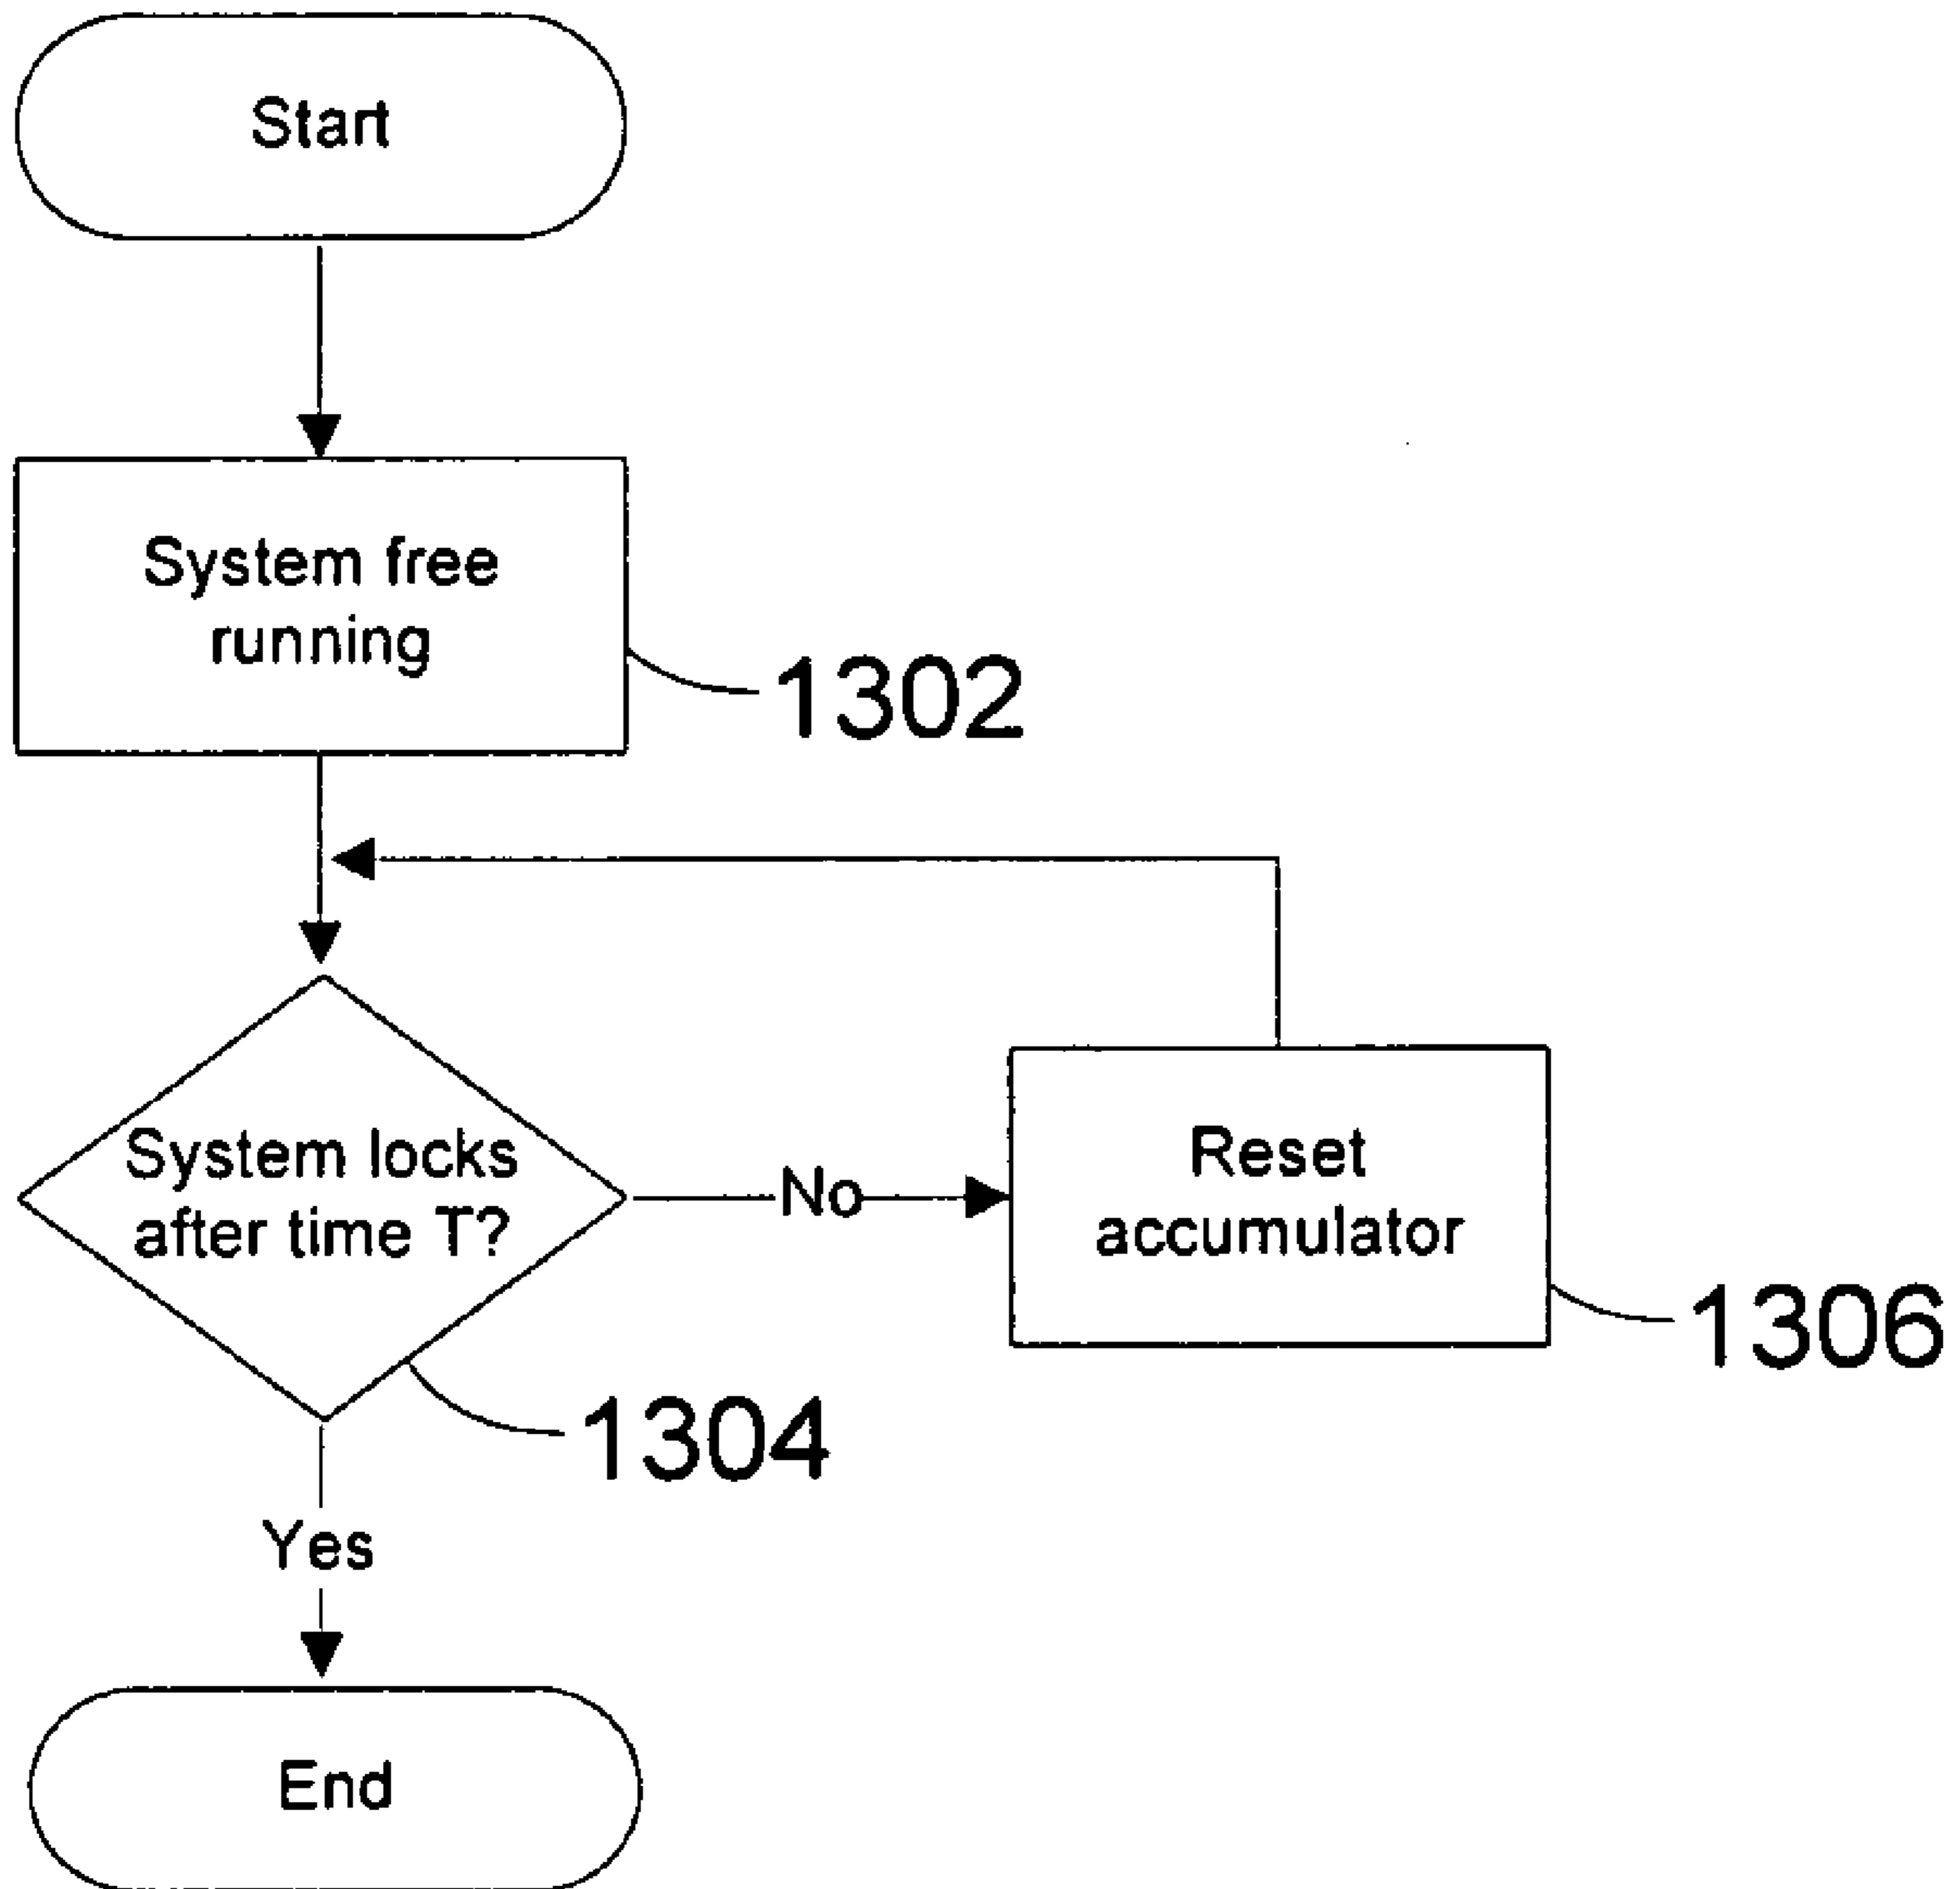 Start
System free
running
1302
System locks
after time T?
No
Reset
accumulator
1306
1304
Yes
End